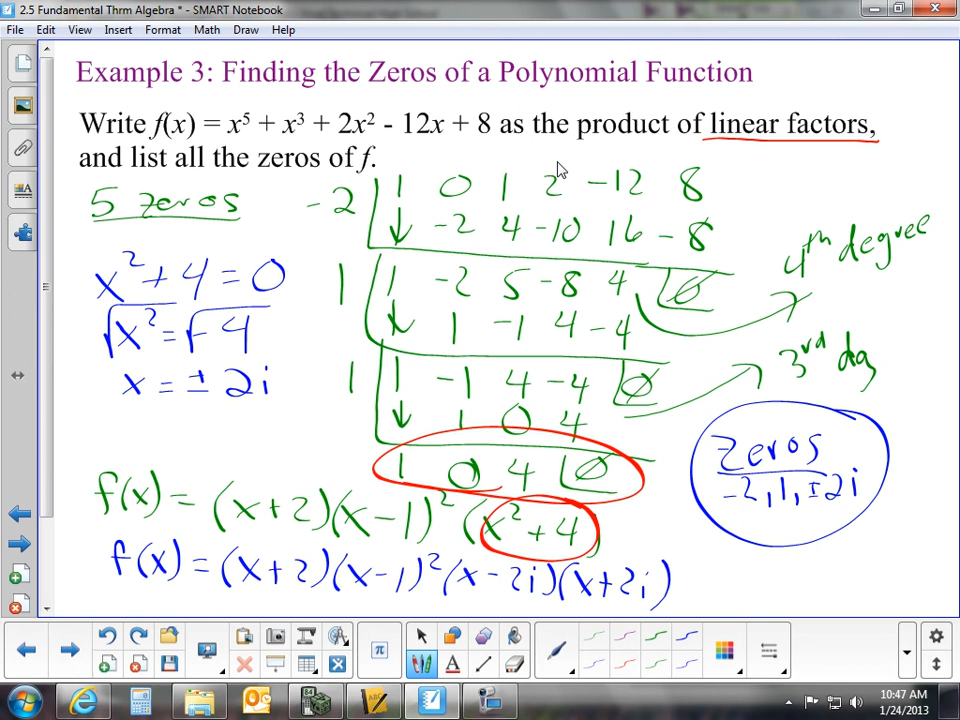 2.5 Fundamental Thrm Algebra * - SMART Notebook
File Edit View Insert Format Math Draw Help
Example 3: Finding the Zeros of a Polynomial Function
Write f(x) = x⁵ + x³ + 2x² - 12x + 8 as the product of linear factors,
and list all the zeros of f.
5 zeros
-2 | 1 0 1 2 -12 8
↓ -2 4 -10 16 -8
1 | 1 -2 5 -8 4 | 0
4th degree
↓ 1 -1 4 -4
1 | 1 -1 4 -4 | 0
3rd deg
↓ 1 0 4
1 0 4 | 0
x² + 4 = 0
√x² = √-4
x = ± 2i
Zeros
-2, 1, ±2i
f(x) = (x+2)(x-1)²(x²+4)
f(x) = (x+2)(x-1)²(x-2i)(x+2i)
10:47 AM
1/24/2013